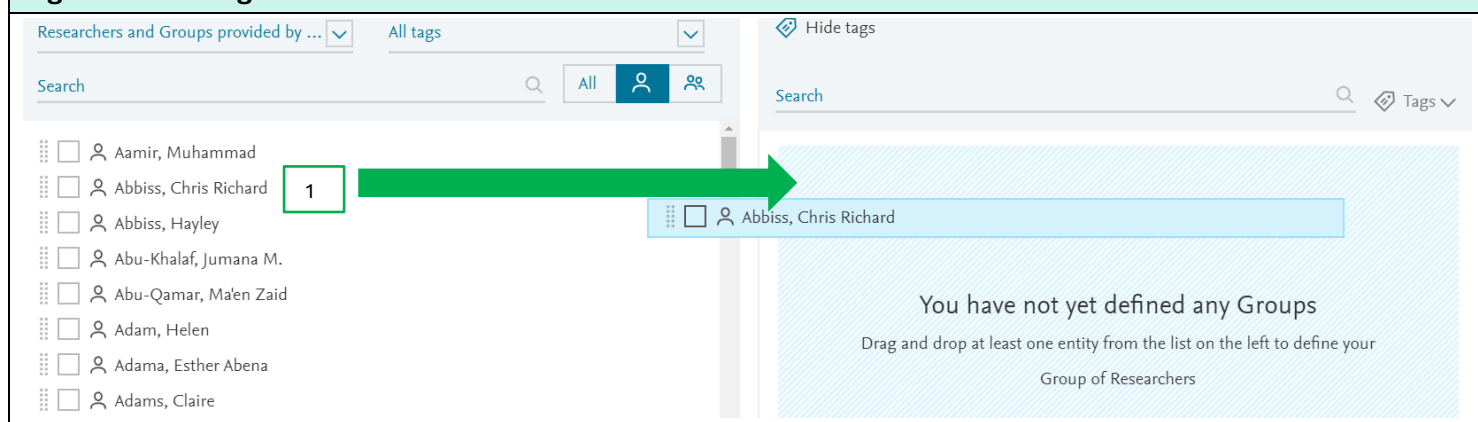 Researchers and Groups provided by ...
All tags
Search
All
Aamir, Muhammad
Abbiss, Chris Richard
1
Abbiss, Hayley
Abu-Khalaf, Jumana M.
Abu-Qamar, Ma'en Zaid
Adam, Helen
Adama, Esther Abena
Adams, Claire
Hide tags
Search
Tags
Abbiss, Chris Richard
You have not yet defined any Groups
Drag and drop at least one entity from the list on the left to define your
Group of Researchers